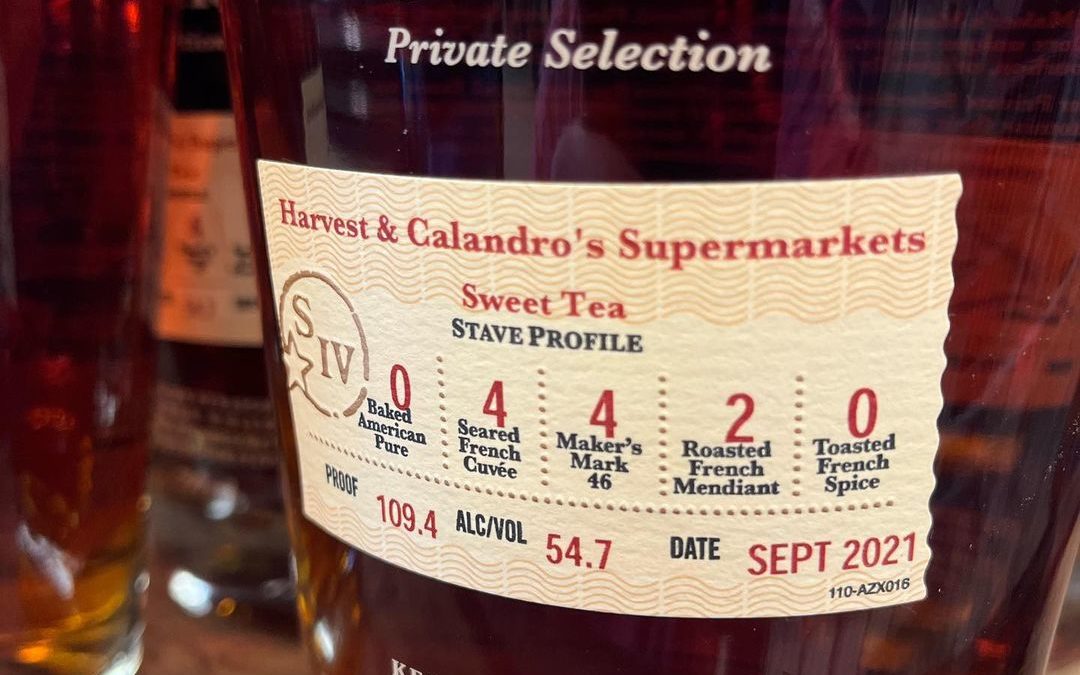 Private Selection
Harvest & Calandro's Supermarkets
Sweet Tea
STAVE PROFILE
S IV
0
Baked
American
Pure
4
Seared
French
Cuvée
4
Maker's
Mark
46
2
Roasted
French
Mendiant
0
Toasted
French
Spice
PROOF 109.4 ALC/VOL 54.7 DATE SEPT 2021
110-AZX016